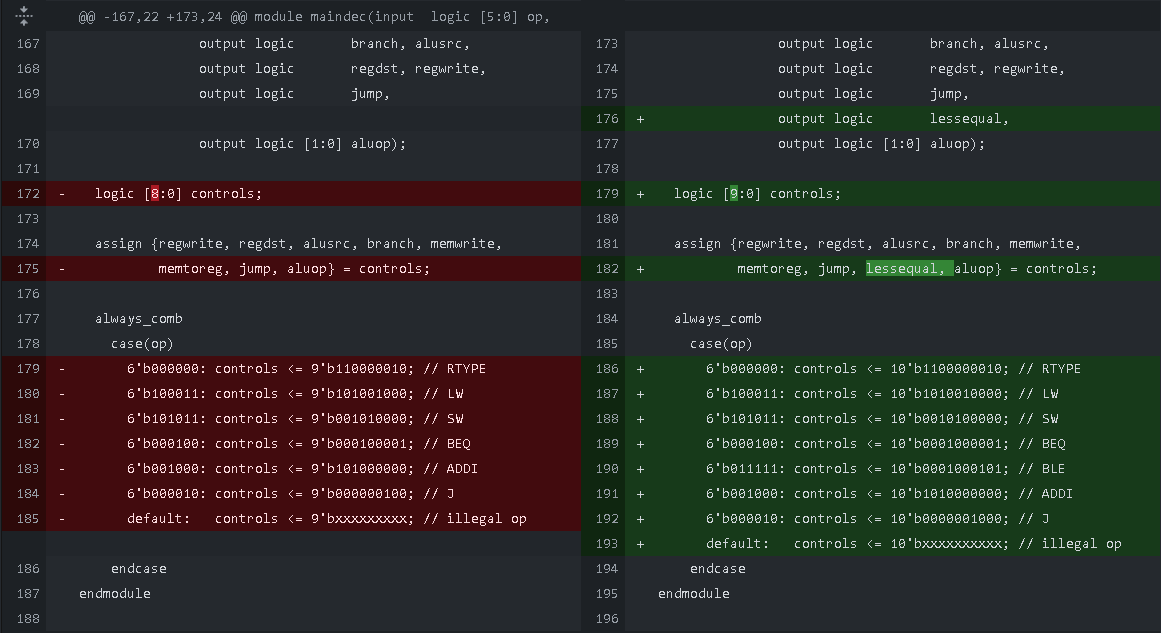 @@ -167,22 +173,24 @@ module maindec(input  logic [5:0] op,
167                output logic       branch, alusrc,
168                output logic       regdst, regwrite,
169                output logic       jump,
170                output logic [1:0] aluop);
171
172 -   logic [8:0] controls;
173
174     assign {regwrite, regdst, alusrc, branch, memwrite,
175 -           memtoreg, jump, aluop} = controls;
176
177     always_comb
178       case(op)
179 -       6'b000000: controls <= 9'b110000010; // RTYPE
180 -       6'b100011: controls <= 9'b101001000; // LW
181 -       6'b101011: controls <= 9'b001010000; // SW
182 -       6'b000100: controls <= 9'b000100001; // BEQ
183 -       6'b001000: controls <= 9'b101000000; // ADDI
184 -       6'b000010: controls <= 9'b000000100; // J
185 -       default:   controls <= 9'bxxxxxxxxx; // illegal op
186       endcase
187   endmodule
188
173                output logic       branch, alusrc,
174                output logic       regdst, regwrite,
175                output logic       jump,
176 +              output logic       lessequal,
177                output logic [1:0] aluop);
178
179 +   logic [9:0] controls;
180
181     assign {regwrite, regdst, alusrc, branch, memwrite,
182 +           memtoreg, jump, lessequal, aluop} = controls;
183
184     always_comb
185       case(op)
186 +       6'b000000: controls <= 10'b1100000010; // RTYPE
187 +       6'b100011: controls <= 10'b1010010000; // LW
188 +       6'b101011: controls <= 10'b0010100000; // SW
189 +       6'b000100: controls <= 10'b0001000001; // BEQ
190 +       6'b011111: controls <= 10'b0001000101; // BLE
191 +       6'b001000: controls <= 10'b1010000000; // ADDI
192 +       6'b000010: controls <= 10'b0000001000; // J
193 +       default:   controls <= 10'bxxxxxxxxxx; // illegal op
194       endcase
195   endmodule
196